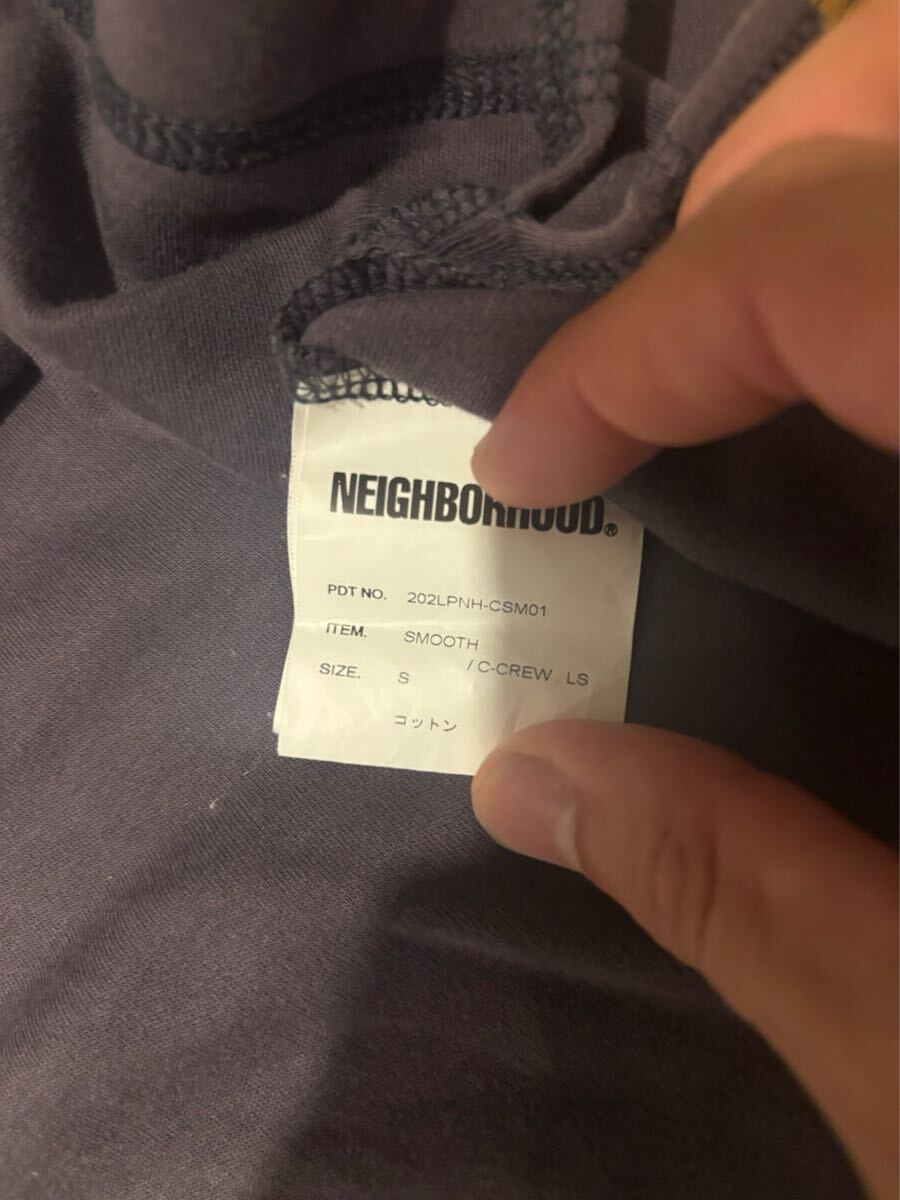 NEIGHBORHOOD®
PDT NO. 202LPNH-CSM01
ITEM. SMOOTH
/ C-CREW . LS
SIZE. S
コットン